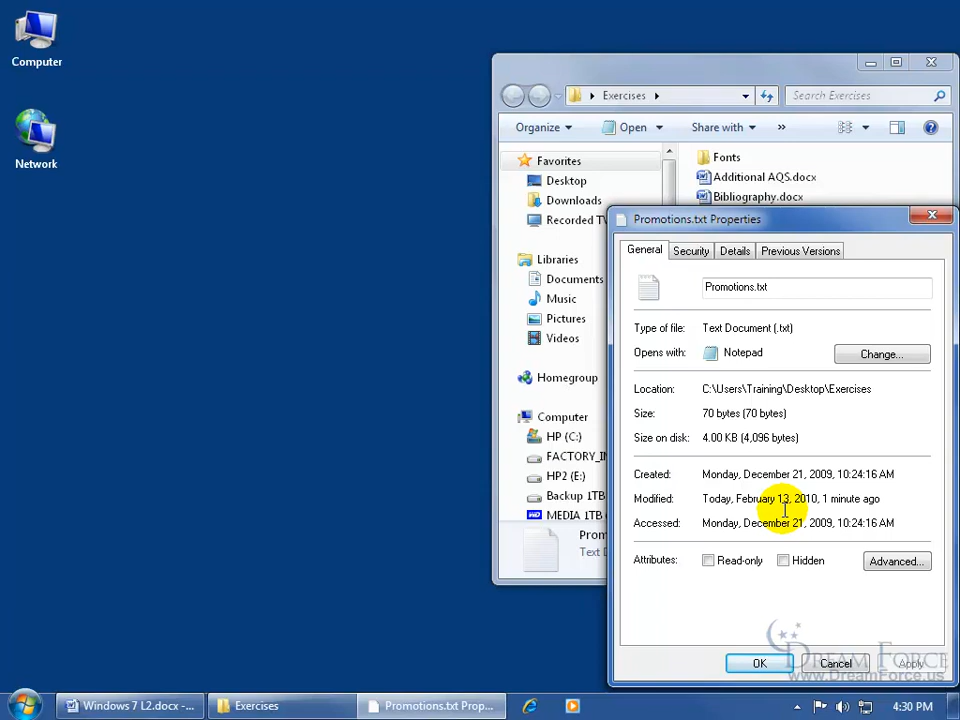 Computer
Network
Exercises
Search Exercises
Organize
Open
Share with
»
Favorites
Desktop
Downloads
Recorded TV
Libraries
Documents
Music
Pictures
Videos
Homegroup
Computer
HP (C:)
HP2 (E:)
Backup 1TB
MEDIA 1TB
Fonts
Additional AQS.docx
Bibliography.docx
Promotions.txt Properties
General Security Details Previous Versions
Promotions.txt
Type of file: Text Document (.txt)
Opens with: Notepad Change...
Location: C:\Users\Training\Desktop\Exercises
Size: 70 bytes (70 bytes)
Size on disk: 4.00 KB (4,096 bytes)
Created: Monday, December 21, 2009, 10:24:16 AM
Modified: Today, February 13, 2010, 1 minute ago
Accessed: Monday, December 21, 2009, 10:24:16 AM
Attributes: Read-only Hidden Advanced...
OK Cancel Apply
DREAM FORCE
www.DreamForce.us
Windows 7 L2.docx -... Exercises Promotions.txt Prop... 4:30 PM